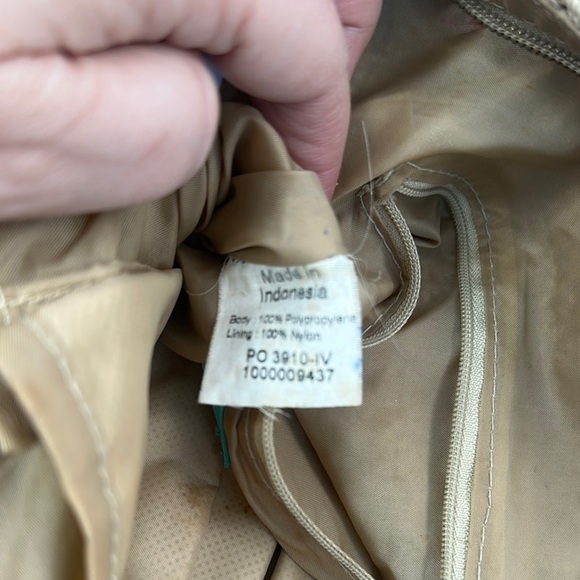 Made in
Indonesia
Body : 100% Polypropylene
Lining : 100% Nylon
PO 3910-IV
1000009437